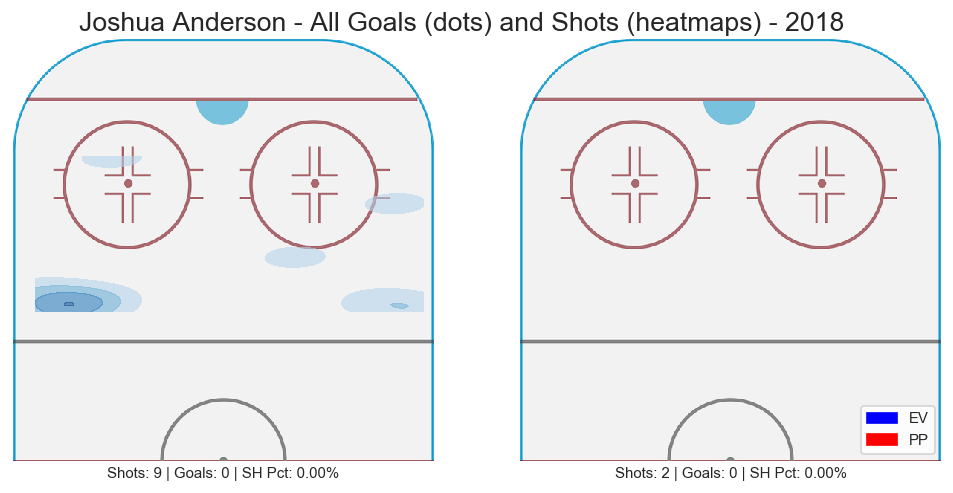 Joshua Anderson - All Goals (dots) and Shots (heatmaps) - 2018
EV
PP
Shots: 9 | Goals: 0 | SH Pct: 0.00%
Shots: 2 | Goals: 0 | SH Pct: 0.00%